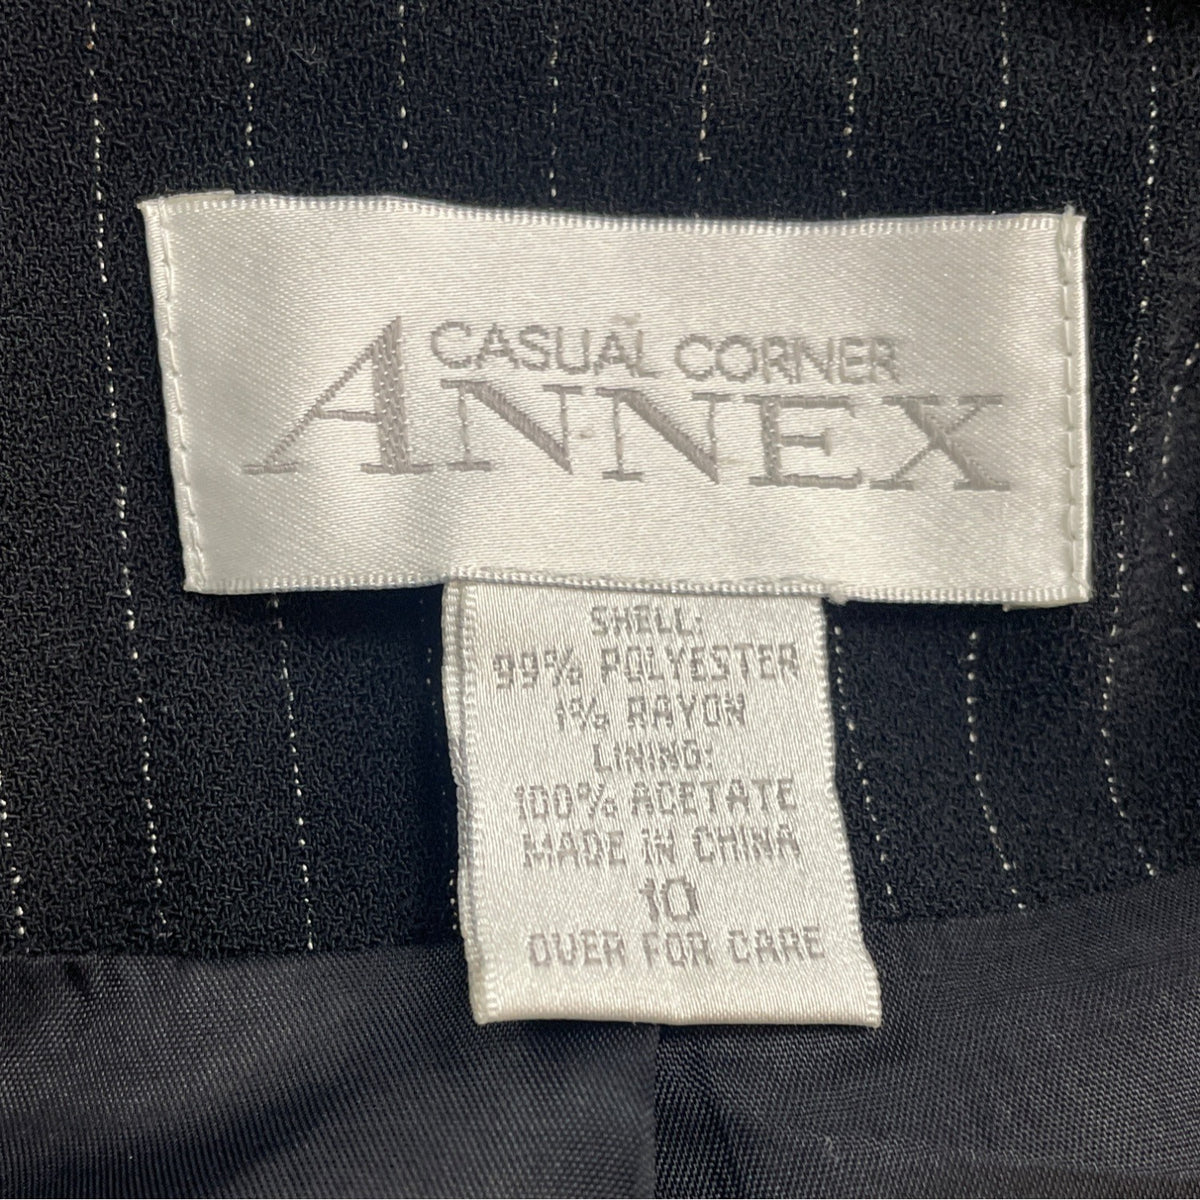 CASUAL CORNER
ANNEX
SHELL:
99% POLYESTER
1% RAYON
LINING:
100% ACETATE
MADE IN CHINA
10
OVER FOR CARE